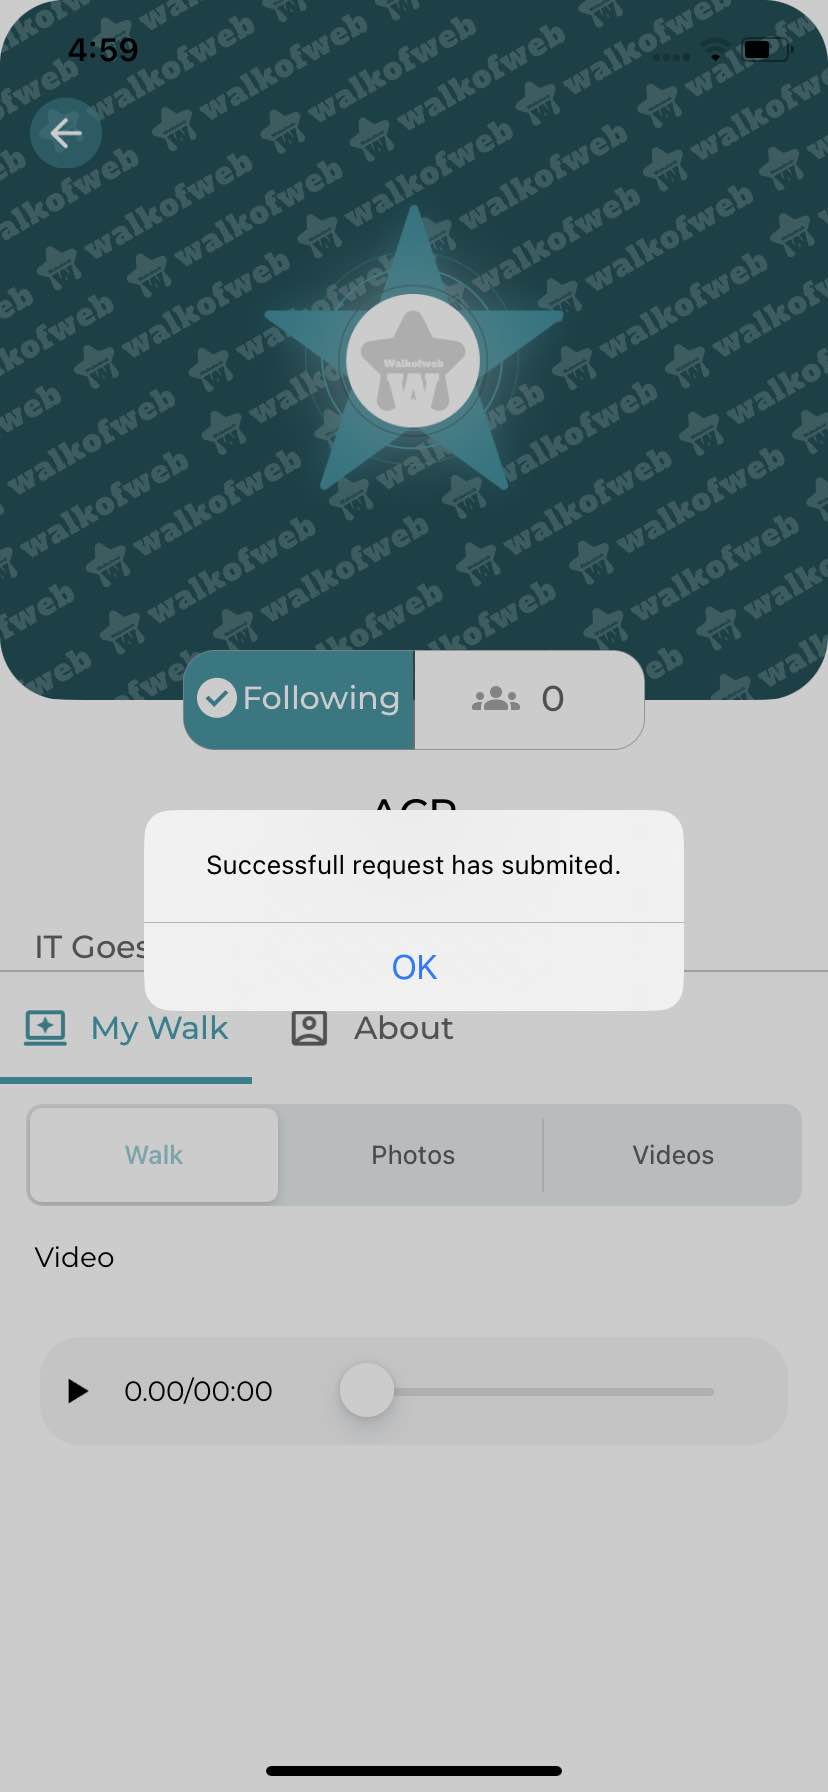 4:59
walkofweb
Walkofweb
W
Following
0
Successfull request has submited.
OK
IT Goes
My Walk
About
Walk
Photos
Videos
Video
0.00/00:00